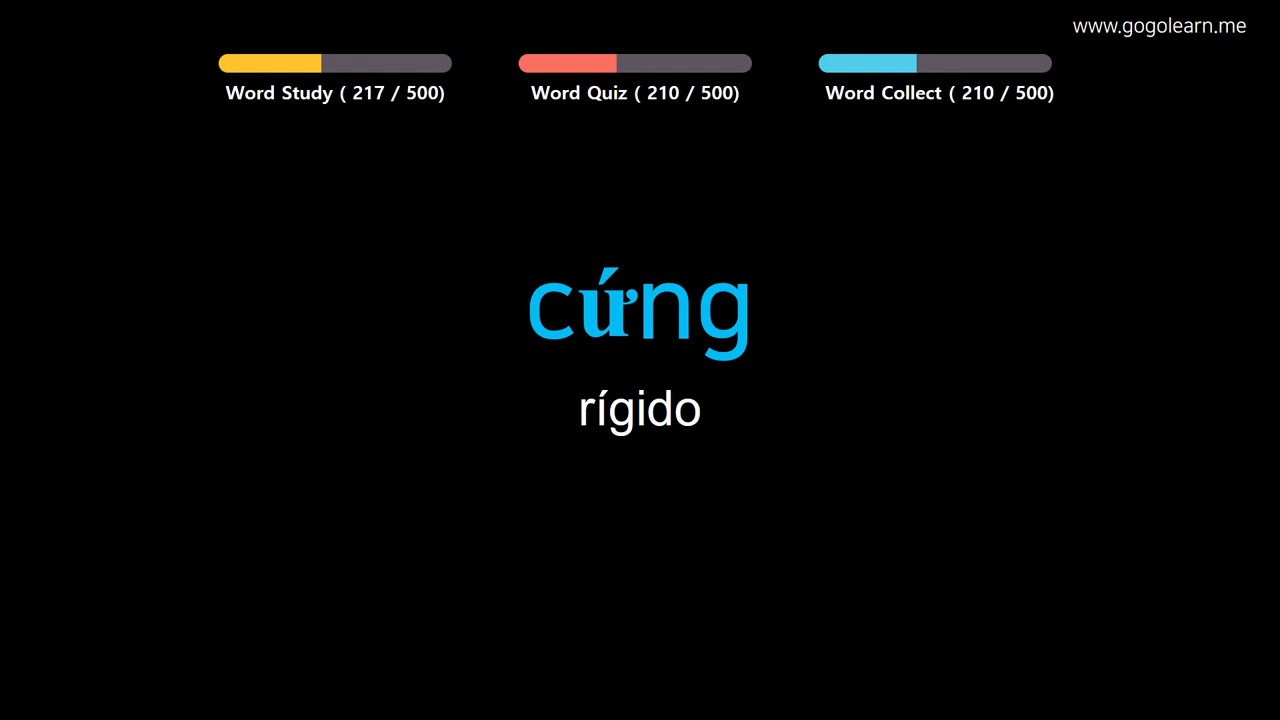 www.gogolearn.me
Word Study ( 217 / 500)
Word Quiz ( 210 / 500)
Word Collect ( 210 / 500)
cứng
rígido